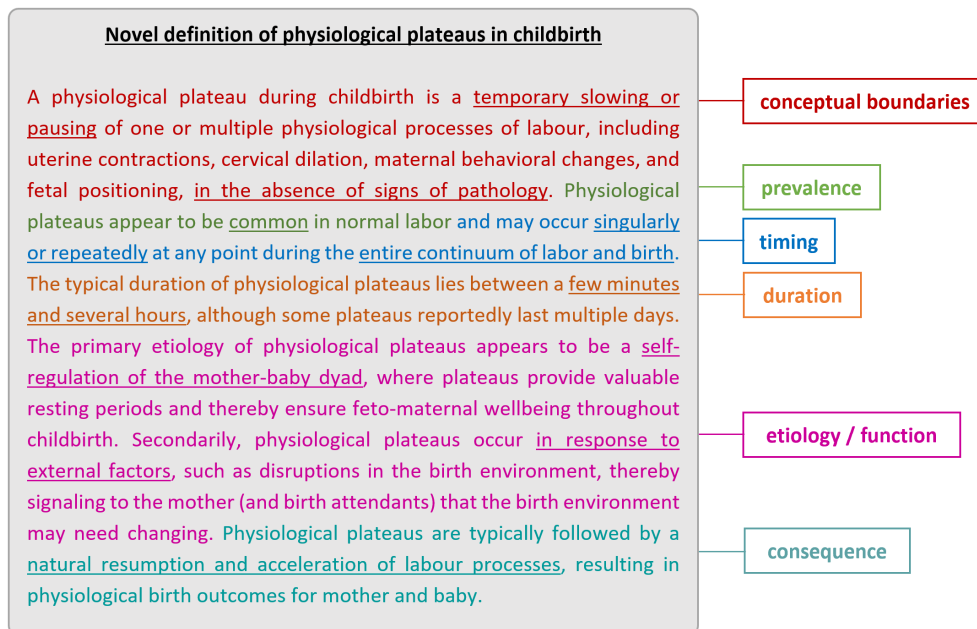 Novel definition of physiological plateaus in childbirth
A physiological plateau during childbirth is a temporary slowing or
pausing of one or multiple physiological processes of labour, including
uterine contractions, cervical dilation, maternal behavioral changes, and
fetal positioning, in the absence of signs of pathology. Physiological
plateaus appear to be common in normal labor and may occur singularly
or repeatedly at any point during the entire continuum of labor and birth.
The typical duration of physiological plateaus lies between a few minutes
and several hours, although some plateaus reportedly last multiple days.
The primary etiology of physiological plateaus appears to be a self-
regulation of the mother-baby dyad, where plateaus provide valuable
resting periods and thereby ensure feto-maternal wellbeing throughout
childbirth. Secondarily, physiological plateaus occur in response to
external factors, such as disruptions in the birth environment, thereby
signaling to the mother (and birth attendants) that the birth environment
may need changing. Physiological plateaus are typically followed by a
natural resumption and acceleration of labour processes, resulting in
physiological birth outcomes for mother and baby.
conceptual boundaries
prevalence
timing
duration
etiology / function
consequence